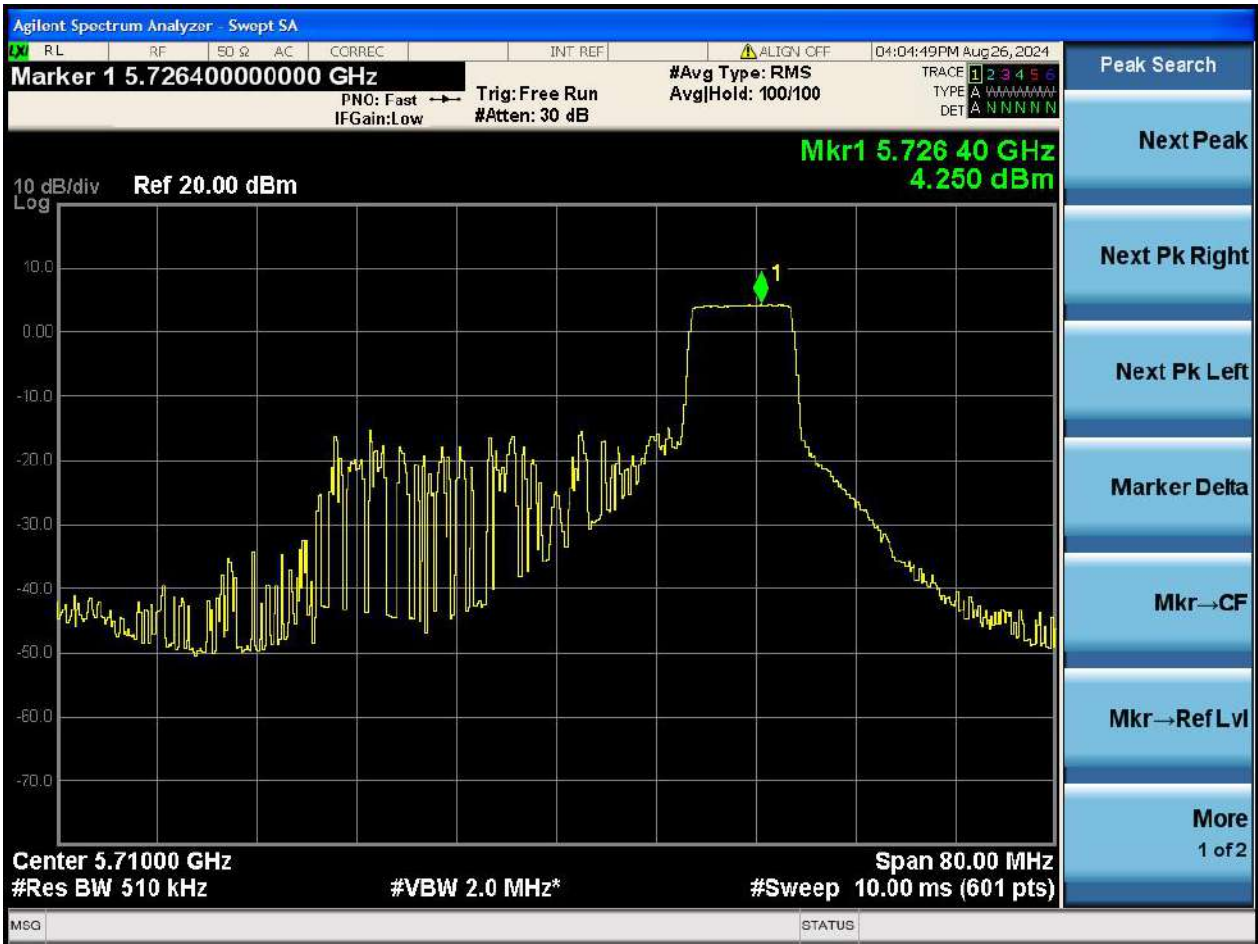 Agilent Spectrum Analyzer - Swept SA
LXI RL RF 50 Ω AC CORREC INT REF ALIGN OFF 04:04:49PM Aug 26, 2024
Marker 1 5.726400000000 GHz
PNO: Fast
IFGain:Low
Trig: Free Run
#Atten: 30 dB
#Avg Type: RMS
Avg|Hold: 100/100
TRACE 1 2 3 4 5 6
TYPE A WWWWWW
DET A N N N N N
Mkr1 5.726 40 GHz
4.250 dBm
10 dB/div Ref 20.00 dBm
Log
1
10.0
0.00
-10.0
-20.0
-30.0
-40.0
-50.0
-60.0
-70.0
Center 5.71000 GHz Span 80.00 MHz
#Res BW 510 kHz #VBW 2.0 MHz* #Sweep 10.00 ms (601 pts)
MSG STATUS
Peak Search
Next Peak
Next Pk Right
Next Pk Left
Marker Delta
Mkr→CF
Mkr→Ref Lvl
More
1 of 2